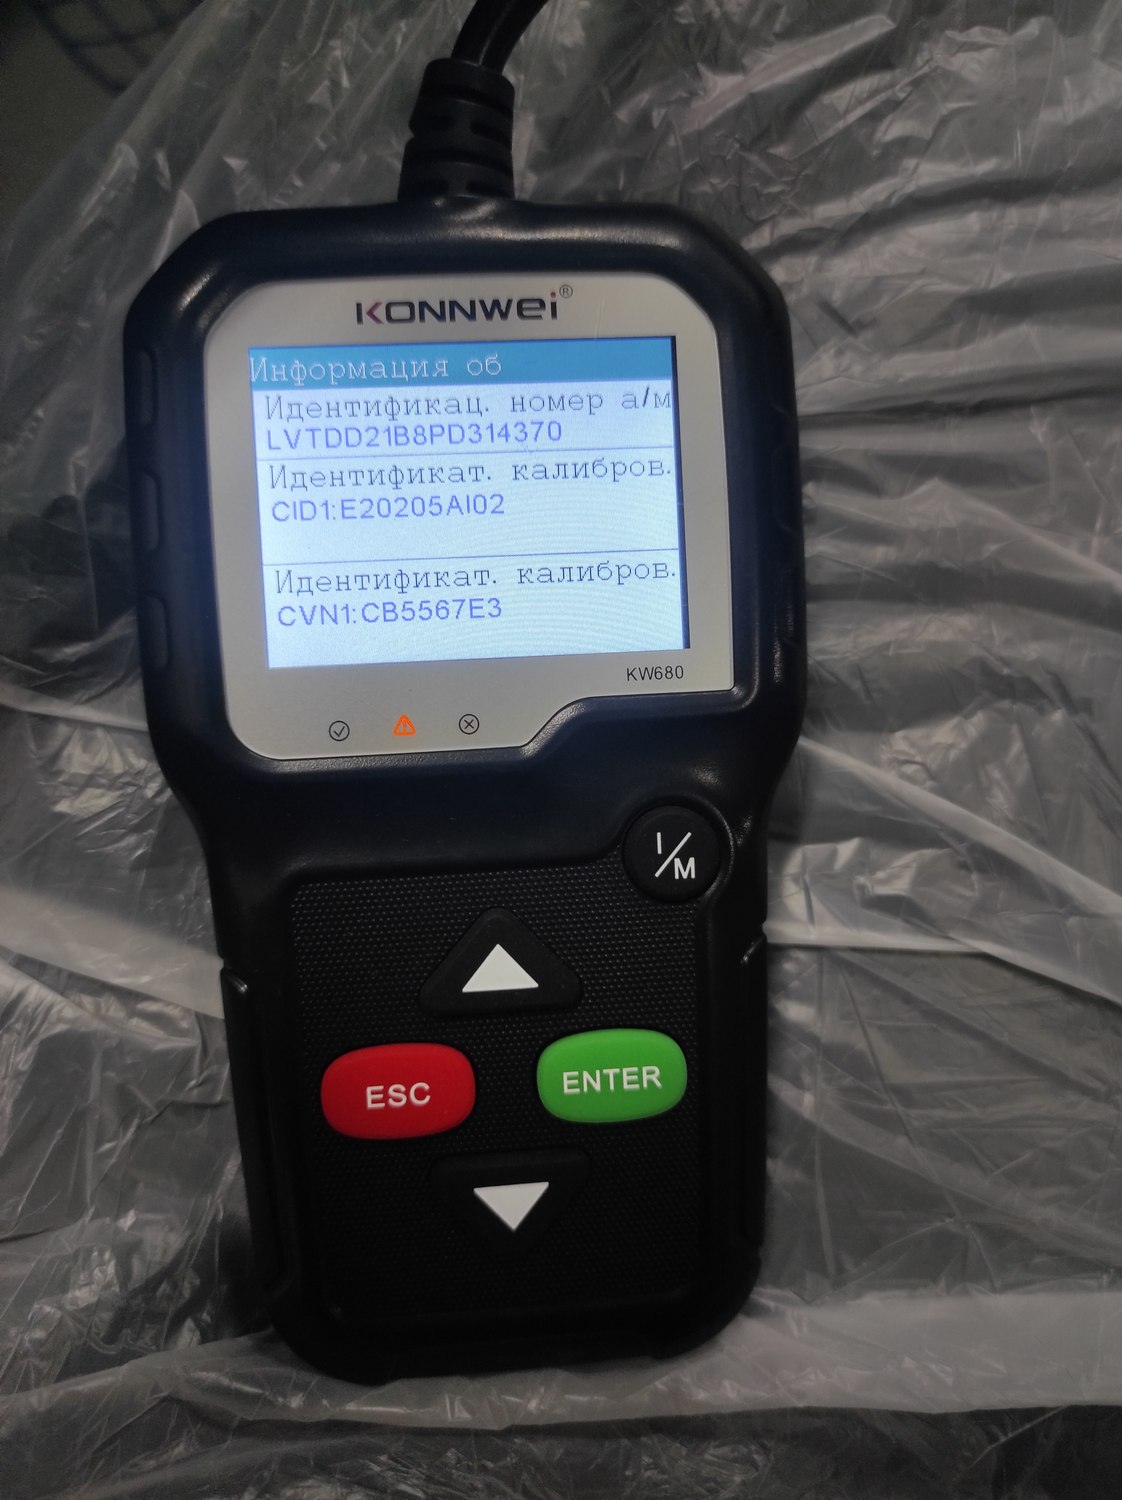 KONNWEI®
Информация об
Идентификац. номер а/м
LVTDD21B8PD314370
Идентификат. калибров.
CID1:E20205AI02
Идентификат. калибров.
CVN1:CB5567E3
KW680
I/M
ESC
ENTER